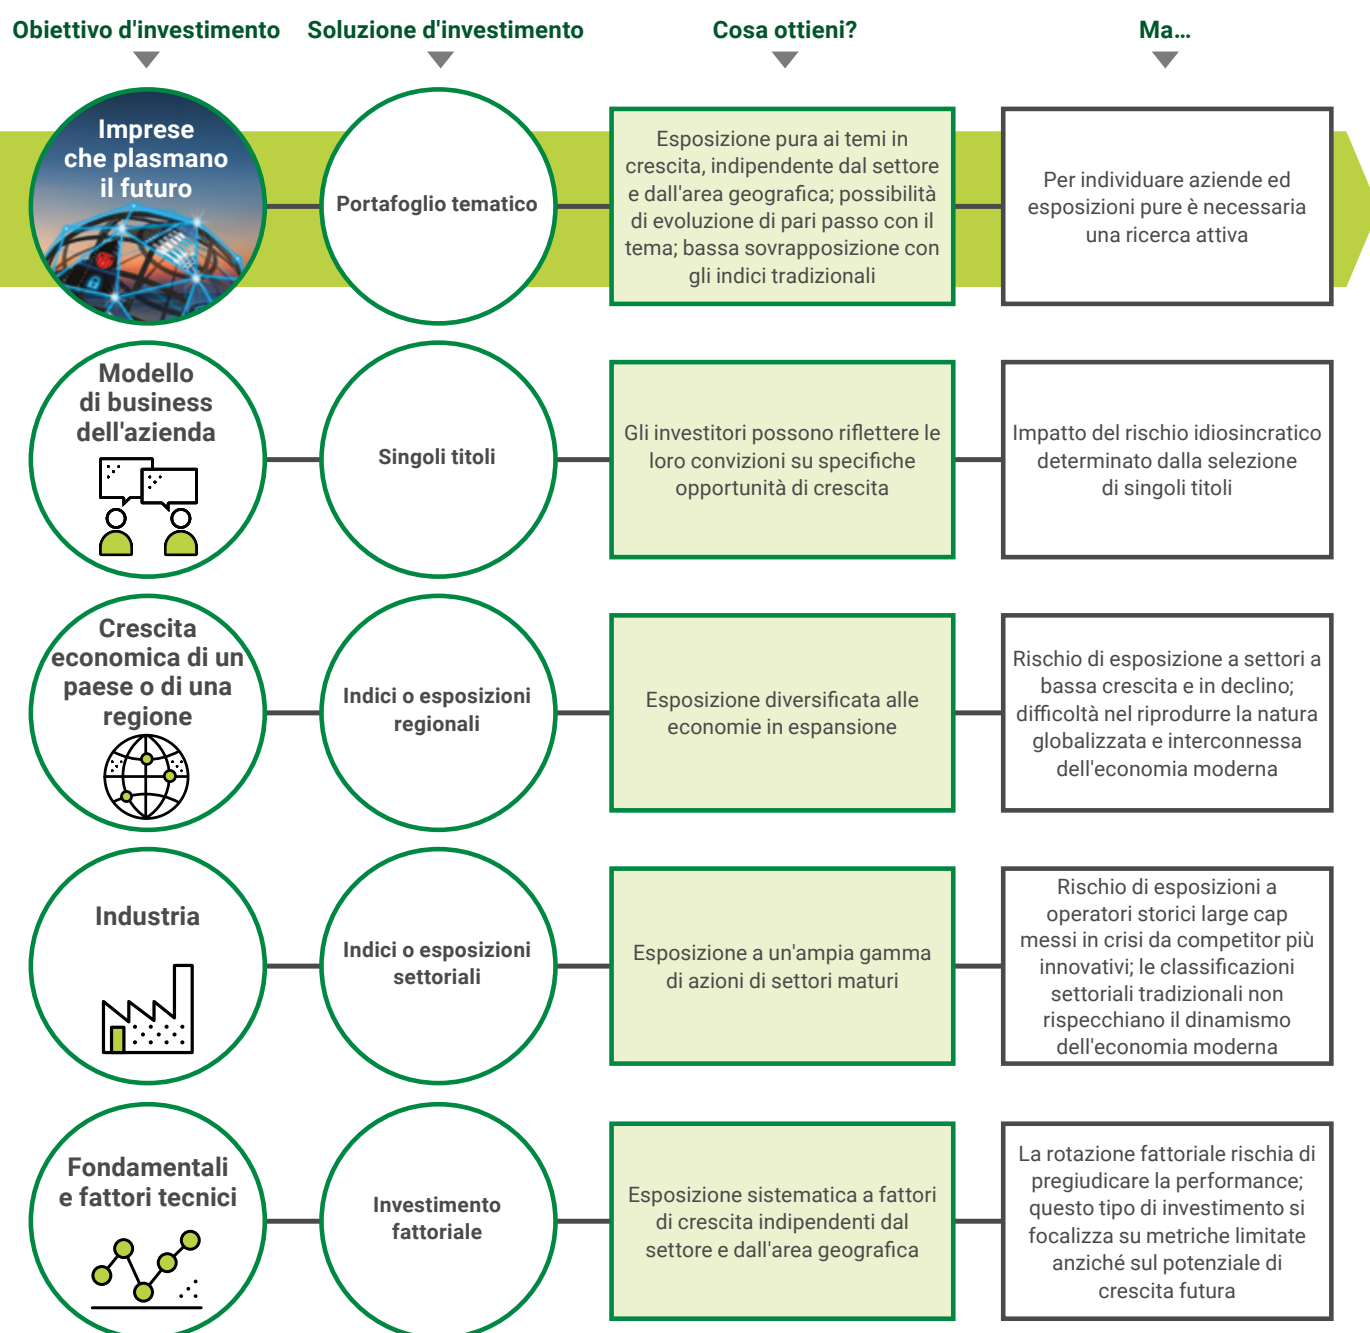 Obiettivo d'investimento
Soluzione d'investimento
Cosa ottieni?
Ma...
Imprese
che plasmano
il futuro
Portafoglio tematico
Esposizione pura ai temi in
crescita, indipendente dal settore
e dall'area geografica; possibilità
di evoluzione di pari passo con il
tema; bassa sovrapposizione con
gli indici tradizionali
Per individuare aziende ed
esposizioni pure è necessaria
una ricerca attiva
Modello
di business
dell'azienda
Singoli titoli
Gli investitori possono riflettere le
loro convizioni su specifiche
opportunità di crescita
Impatto del rischio idiosincratico
determinato dalla selezione
di singoli titoli
Crescita
economica di un
paese o di una
regione
Indici o esposizioni
regionali
Esposizione diversificata alle
economie in espansione
Rischio di esposizione a settori a
bassa crescita e in declino;
difficoltà nel riprodurre la natura
globalizzata e interconnessa
dell'economia moderna
Industria
Indici o esposizioni
settoriali
Esposizione a un'ampia gamma
di azioni di settori maturi
Rischio di esposizioni a
operatori storici large cap
messi in crisi da competitor più
innovativi; le classificazioni
settoriali tradizionali non
rispecchiano il dinamismo
dell'economia moderna
Fondamentali
e fattori tecnici
Investimento
fattoriale
Esposizione sistematica a fattori
di crescita indipendenti dal
settore e dall'area geografica
La rotazione fattoriale rischia di
pregiudicare la performance;
questo tipo di investimento si
focalizza su metriche limitate
anziché sul potenziale di
crescita futura